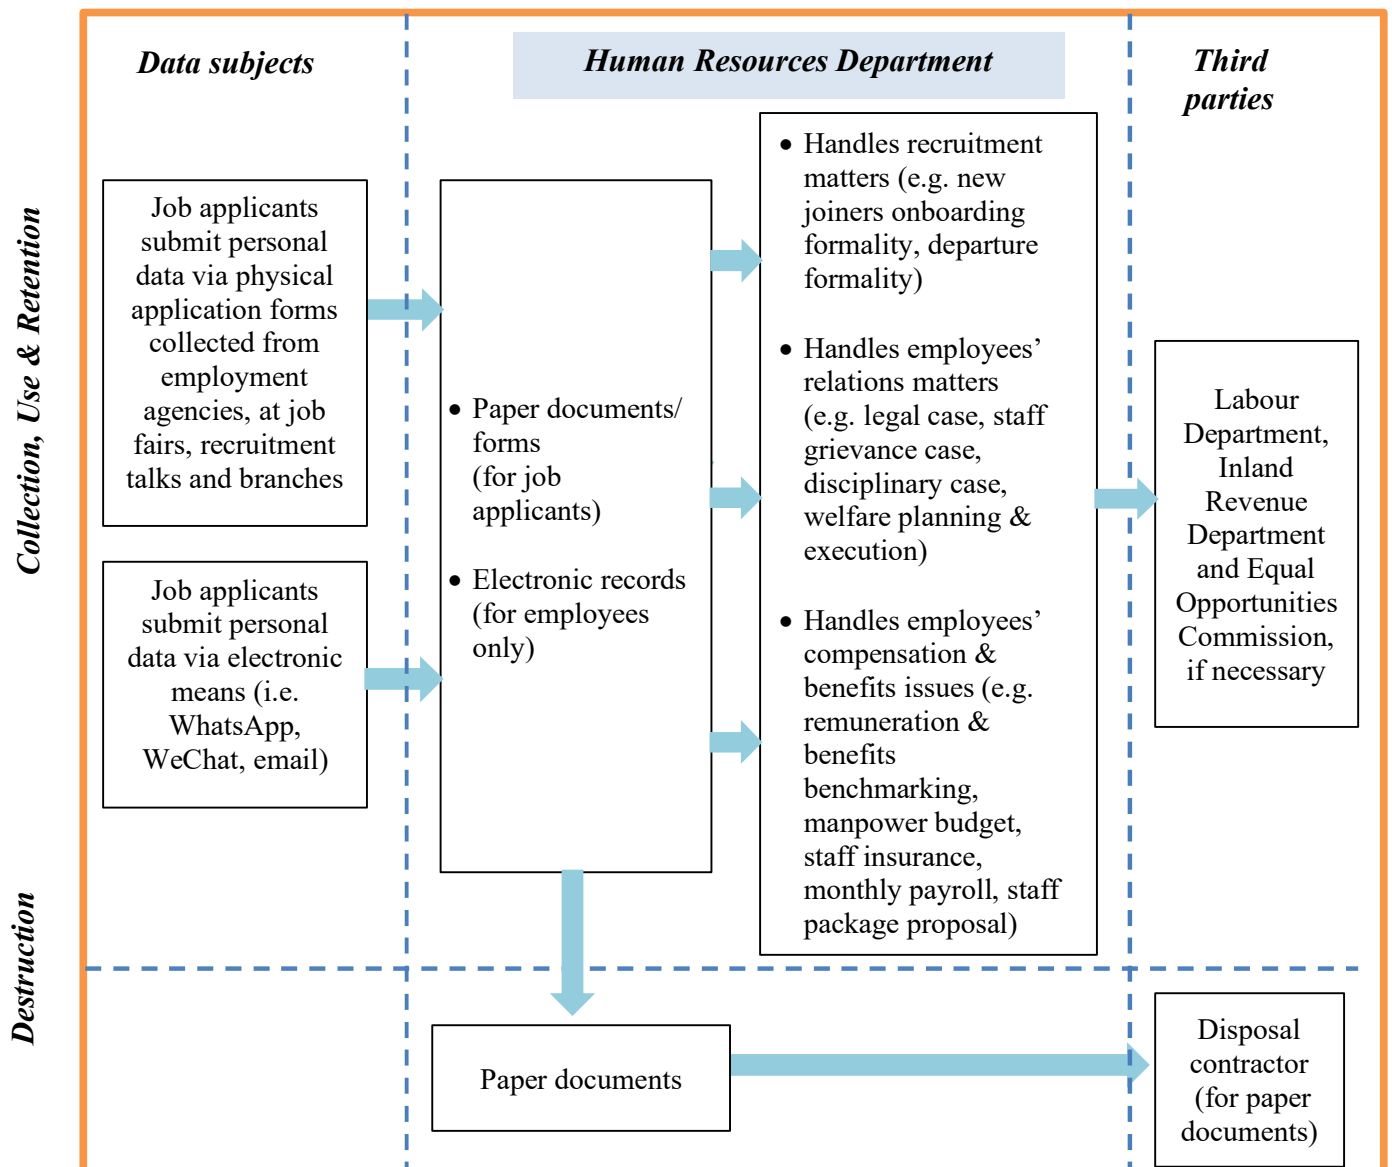 Data subjects
Human Resources Department
Third
parties
Collection, Use & Retention
Job applicants
submit personal
data via physical
application forms
collected from
employment
agencies, at job
fairs, recruitment
talks and branches
Job applicants
submit personal
data via electronic
means (i.e.
WhatsApp,
WeChat, email)
• Paper documents/
forms
(for job
applicants)
• Electronic records
(for employees
only)
• Handles recruitment
matters (e.g. new
joiners onboarding
formality, departure
formality)
• Handles employees’
relations matters
(e.g. legal case, staff
grievance case,
disciplinary case,
welfare planning &
execution)
• Handles employees’
compensation &
benefits issues (e.g.
remuneration &
benefits
benchmarking,
manpower budget,
staff insurance,
monthly payroll, staff
package proposal)
Labour
Department,
Inland
Revenue
Department
and Equal
Opportunities
Commission,
if necessary
Destruction
Paper documents
Disposal
contractor
(for paper
documents)